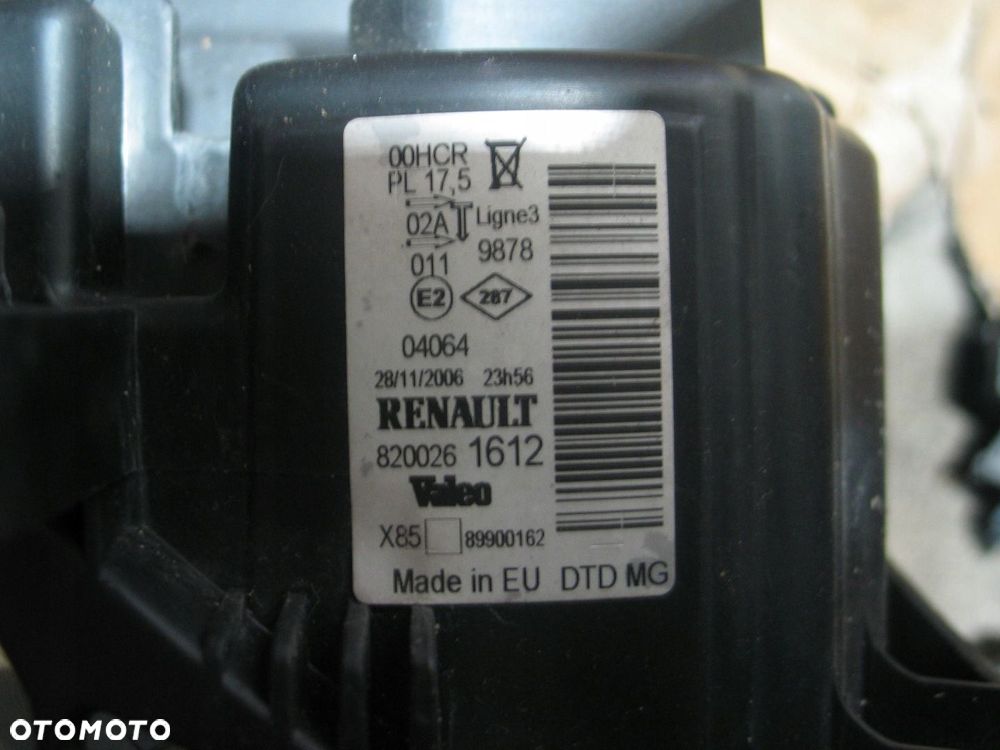 00HCR
PL 17,5
02A Ligne3
9878
011
E2 287
04064
28/11/2006 23h56
RENAULT
820026 1612
Valeo
X85 89900162
Made in EU DTD MG
OTOMOTO